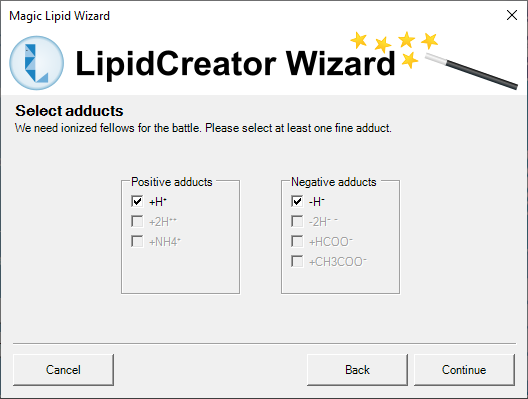 Magic Lipid Wizard
LipidCreator Wizard
Select adducts
We need ionized fellows for the battle. Please select at least one fine adduct.
Positive adducts
+H⁺
+2H⁺⁺
+NH4⁺
Negative adducts
-H⁻
-2H⁻ ⁻
+HCOO⁻
+CH3COO⁻
Cancel
Back
Continue